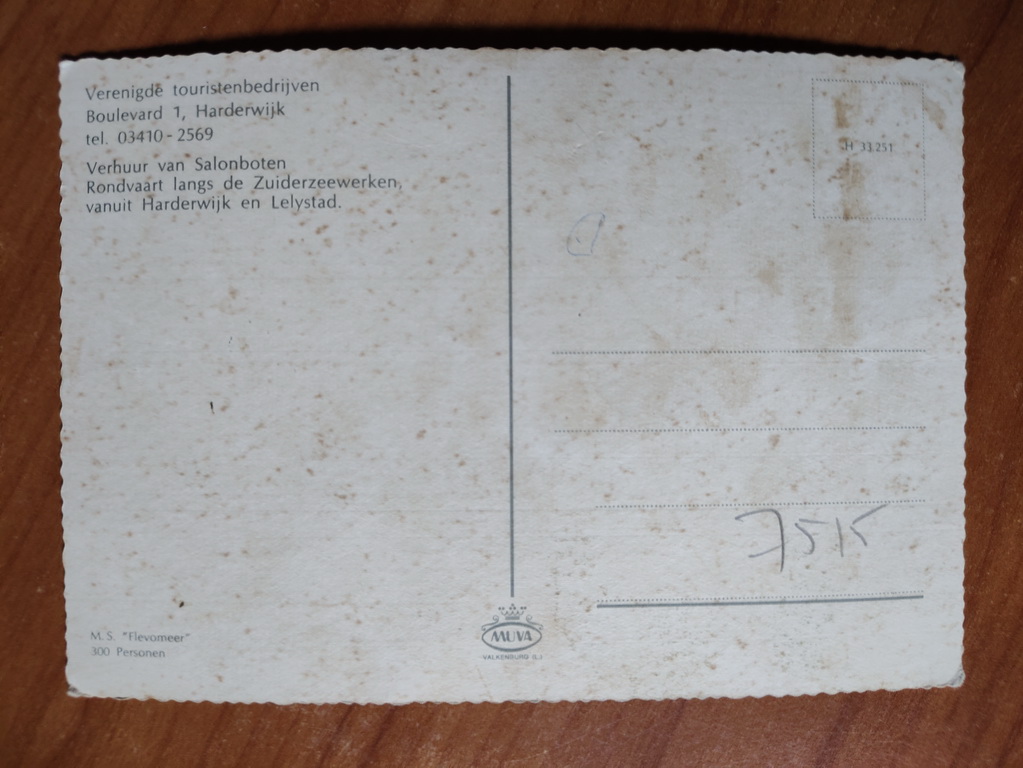 Verenigde touristenbedrijven
Boulevard 1, Harderwijk
tel. 03410-2569
Verhuur van Salonboten
Rondvaart langs de Zuiderzeewerken,
vanuit Harderwijk en Lelystad.
H 33.251
M.S. "Flevomeer"
300 Personen
MUVA
VALKENBURG (L.)